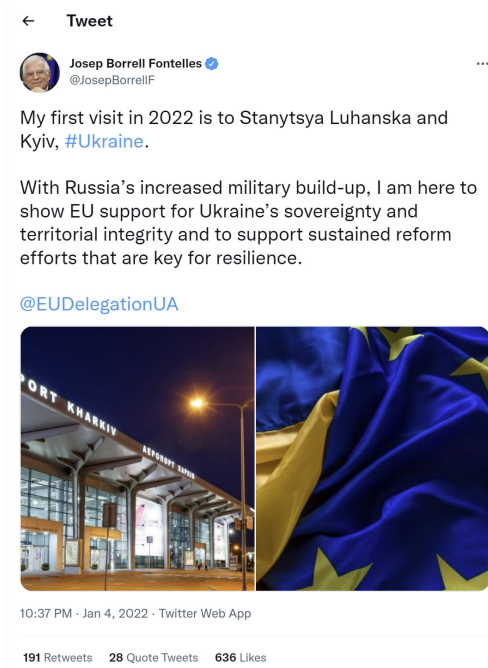 Tweet
Josep Borrell Fontelles
@JosepBorrellF
My first visit in 2022 is to Stanytsya Luhanska and
Kyiv, #Ukraine.
With Russia’s increased military build-up, I am here to
show EU support for Ukraine’s sovereignty and
territorial integrity and to support sustained reform
efforts that are key for resilience.
@EUDelegationUA
PORT KHARKIV
АЕРОПОРТ ХАРКІВ
10:37 PM · Jan 4, 2022 · Twitter Web App
191 Retweets 28 Quote Tweets 636 Likes